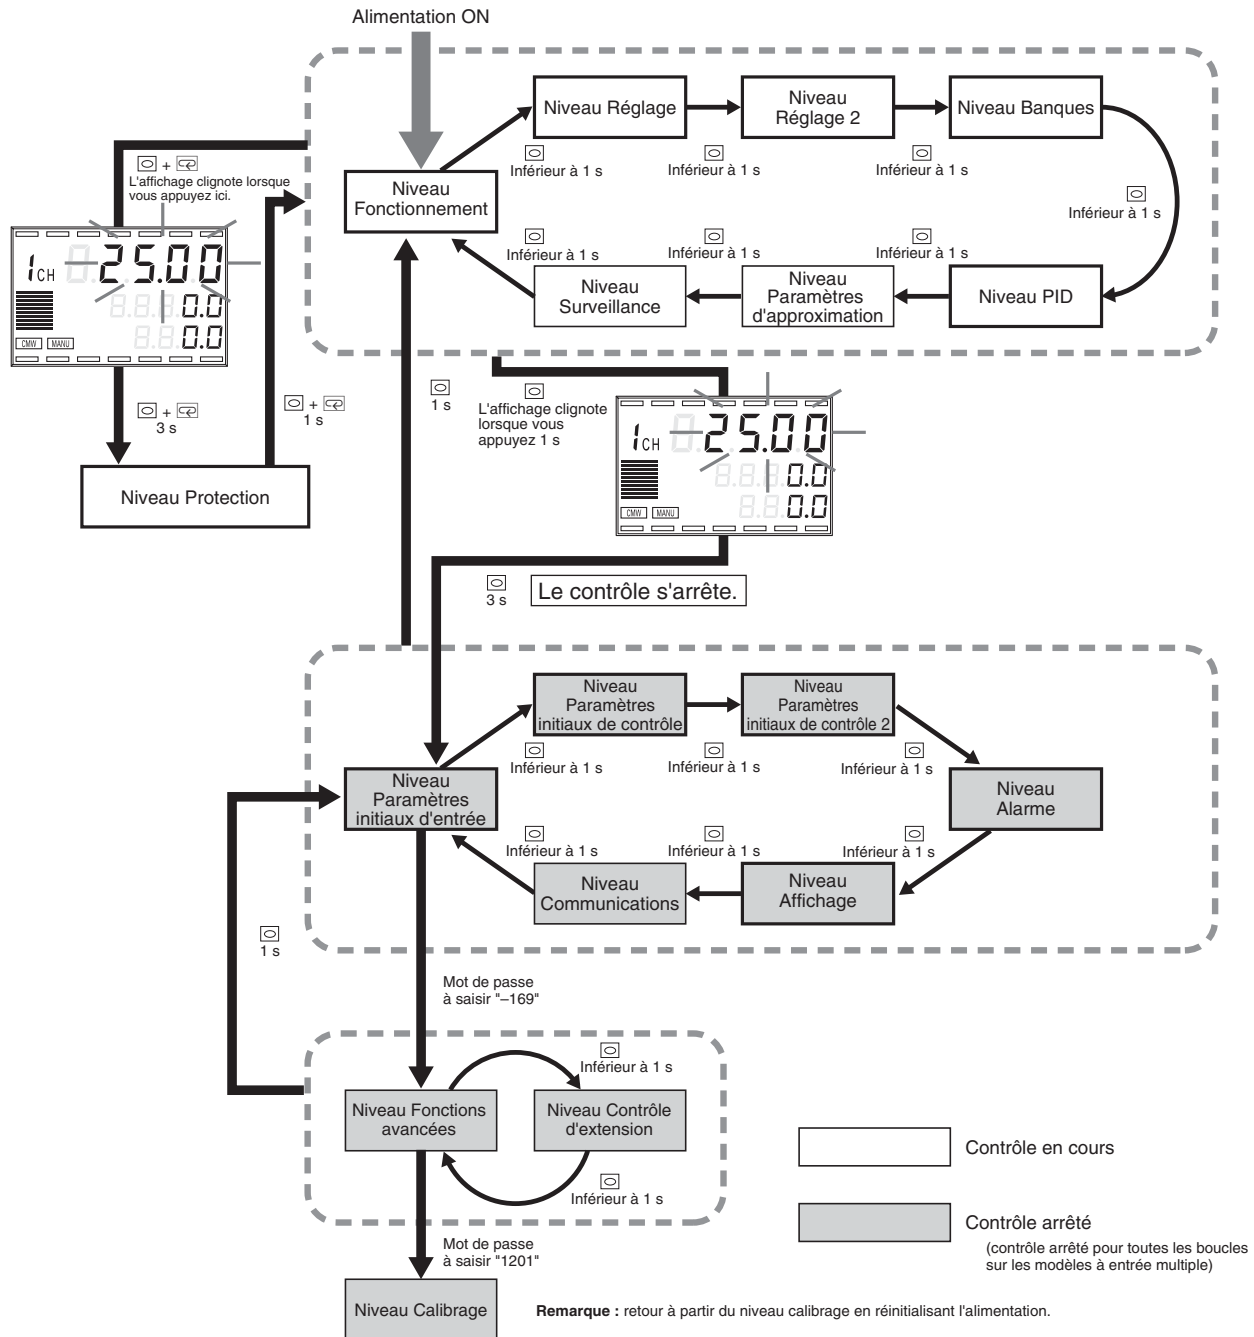 Alimentation ON
Niveau Réglage
Niveau
Réglage 2
Niveau Banques
Inférieur à 1 s
Inférieur à 1 s
Inférieur à 1 s
+
L'affichage clignote lorsque
vous appuyez ici.
Niveau
Fonctionnement
Inférieur à 1 s
Inférieur à 1 s
Inférieur à 1 s
Inférieur à 1 s
1 CH
25.00
0.0
0.0
CMW MANU
Niveau
Surveillance
Niveau
Paramètres
d'approximation
Niveau PID
+
3 s
+
1 s
1 s
L'affichage clignote
lorsque vous
appuyez 1 s
1 CH
25.00
0.0
0.0
CMW MANU
Niveau Protection
3 s
Le contrôle s'arrête.
Niveau
Paramètres
initiaux de contrôle
Niveau
Paramètres
initiaux de contrôle 2
Inférieur à 1 s
Inférieur à 1 s
Inférieur à 1 s
Niveau
Paramètres
initiaux d'entrée
Niveau
Alarme
Inférieur à 1 s
Inférieur à 1 s
Inférieur à 1 s
Niveau
Communications
Niveau
Affichage
1 s
Mot de passe
à saisir "–169"
Inférieur à 1 s
Niveau Fonctions
avancées
Niveau Contrôle
d'extension
Inférieur à 1 s
Contrôle en cours
Contrôle arrêté
(contrôle arrêté pour toutes les boucles
sur les modèles à entrée multiple)
Mot de passe
à saisir "1201"
Niveau Calibrage
Remarque : retour à partir du niveau calibrage en réinitialisant l'alimentation.